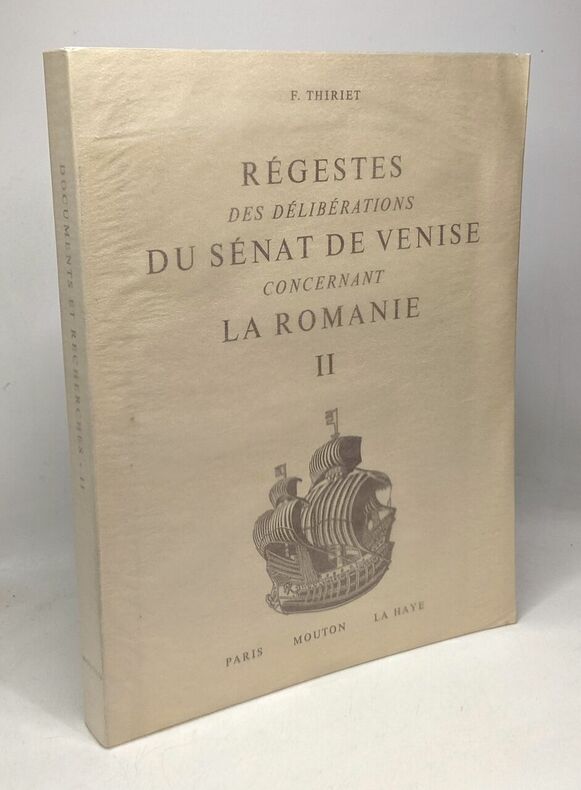 F. THIRIET
RÉGESTES
DES DÉLIBÉRATIONS
DU SÉNAT DE VENISE
CONCERNANT
LA ROMANIE
II
PARIS MOUTON LA HAYE
DOCUMENTS ET RECHERCHES - II